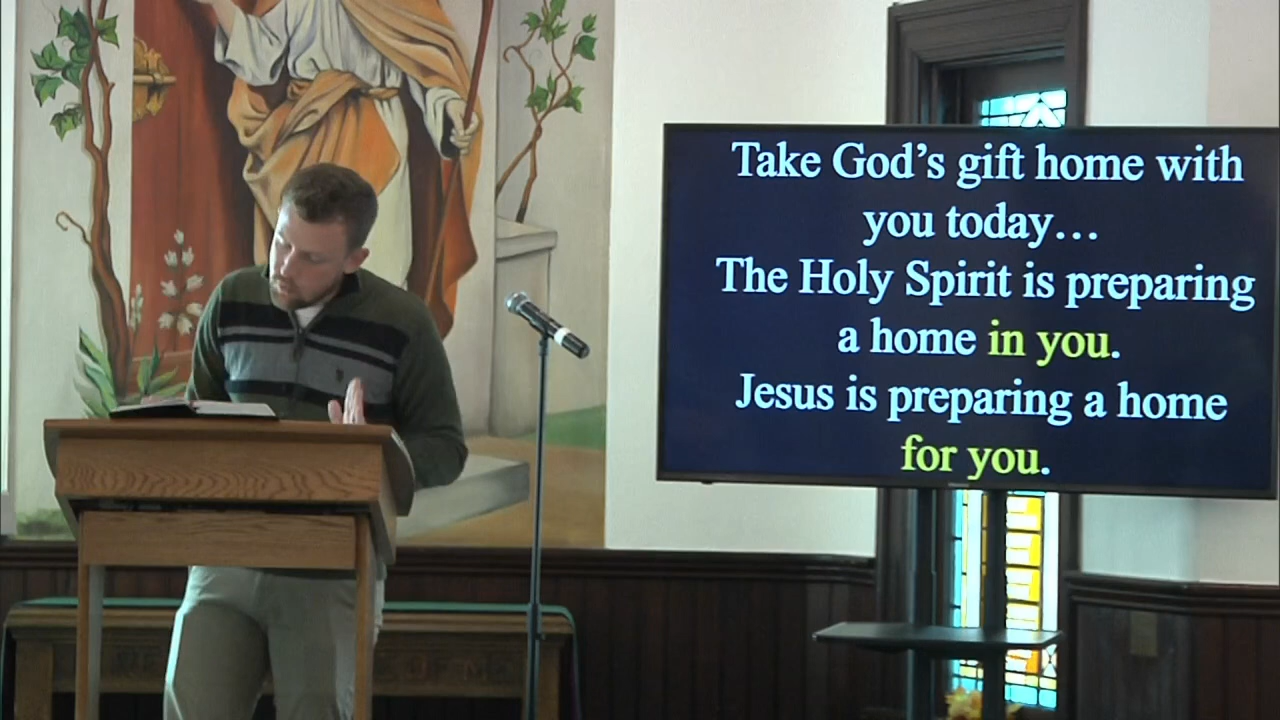 Take God’s gift home with
you today…
The Holy Spirit is preparing
a home in you.
Jesus is preparing a home
for you.